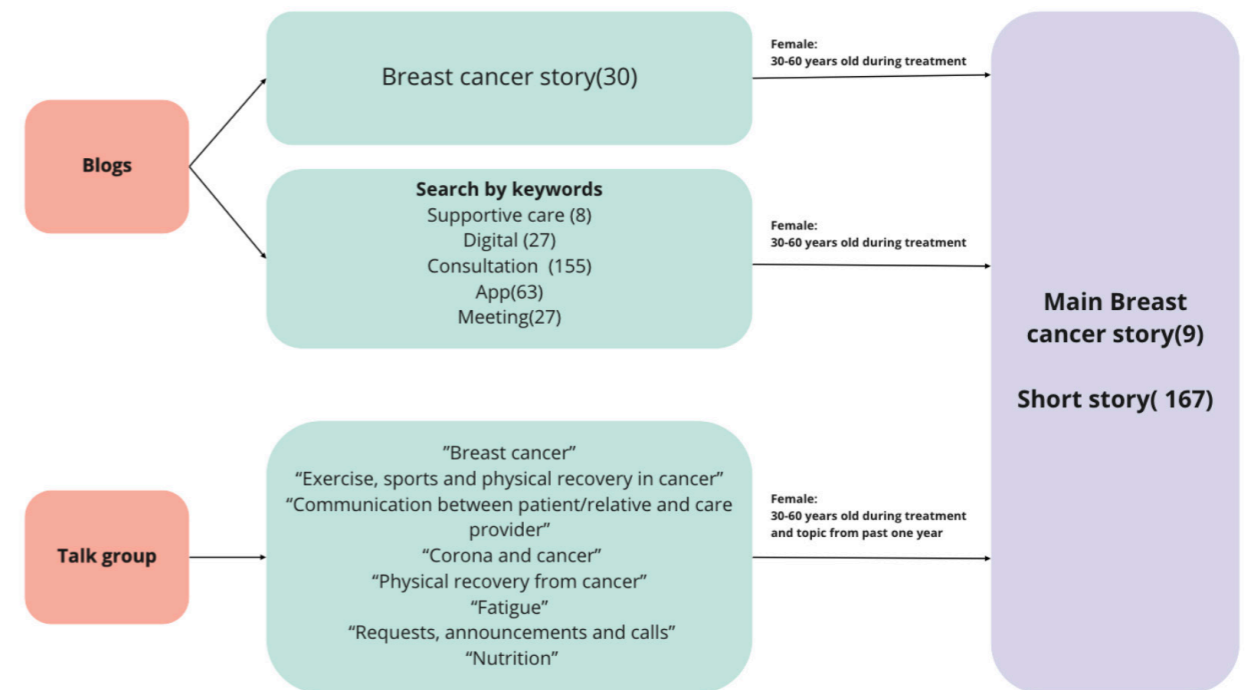 Blogs
Breast cancer story(30)
Female:
30-60 years old during treatment
Search by keywords
Supportive care (8)
Digital (27)
Consultation (155)
App(63)
Meeting(27)
Female:
30-60 years old during treatment
Talk group
”Breast cancer”
“Exercise, sports and physical recovery in cancer”
“Communication between patient/relative and care
provider”
“Corona and cancer”
“Physical recovery from cancer”
“Fatigue”
“Requests, announcements and calls”
“Nutrition”
Female:
30-60 years old during treatment
and topic from past one year
Main Breast
cancer story(9)
Short story( 167)